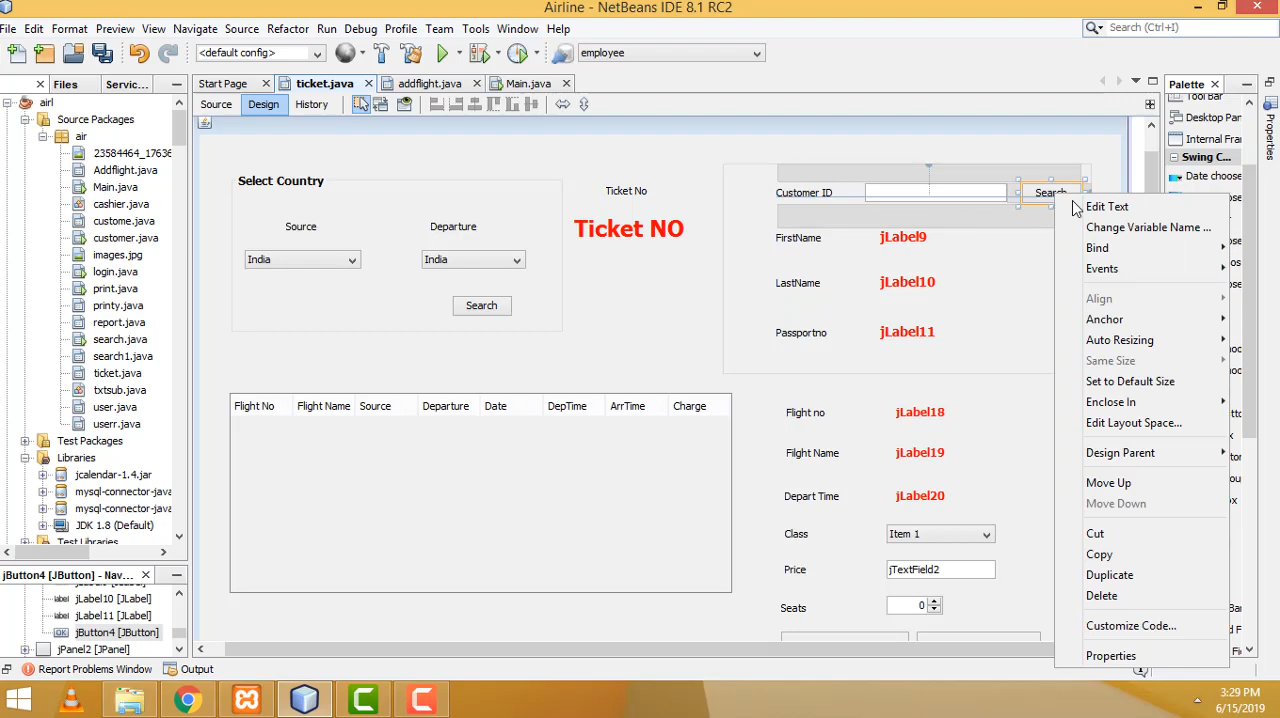 Airline - NetBeans IDE 8.1 RC2
File Edit Format Preview View Navigate Source Refactor Run Debug Profile Team Tools Window Help
Search (Ctrl+I)
<default config>
employee
Files
Servic...
Start Page
ticket.java
addflight.java
Main.java
Palette
Source
Design
History
airl
Source Packages
air
23584464_17636
Addflight.java
Main.java
cashier.java
custome.java
customer.java
images.jpg
login.java
print.java
printy.java
report.java
search.java
search1.java
ticket.java
txtsub.java
user.java
userr.java
Test Packages
Libraries
jcalendar-1.4.jar
mysql-connector-java
mysql-connector-java
JDK 1.8 (Default)
Test Libraries
jButton4 [JButton] - Nav...
jLabel10 [JLabel]
jLabel11 [JLabel]
jButton4 [JButton]
jPanel2 [JPanel]
Report Problems Window
Output
Select Country
Source
Departure
India
India
Search
Ticket No
Ticket NO
Customer ID
Search
FirstName
jLabel9
LastName
jLabel10
Passportno
jLabel11
Flight No
Flight Name
Source
Departure
Date
DepTime
ArrTime
Charge
Flight no
jLabel18
Filght Name
jLabel19
Depart Time
jLabel20
Class
Item 1
Price
jTextField2
Seats
0
Edit Text
Change Variable Name ...
Bind
Events
Align
Anchor
Auto Resizing
Same Size
Set to Default Size
Enclose In
Edit Layout Space...
Design Parent
Move Up
Move Down
Cut
Copy
Duplicate
Delete
Customize Code...
Properties
Tool Bar
Desktop Pan
Internal Fra
Swing C...
Date choose
Properties
3:29 PM
6/15/2019